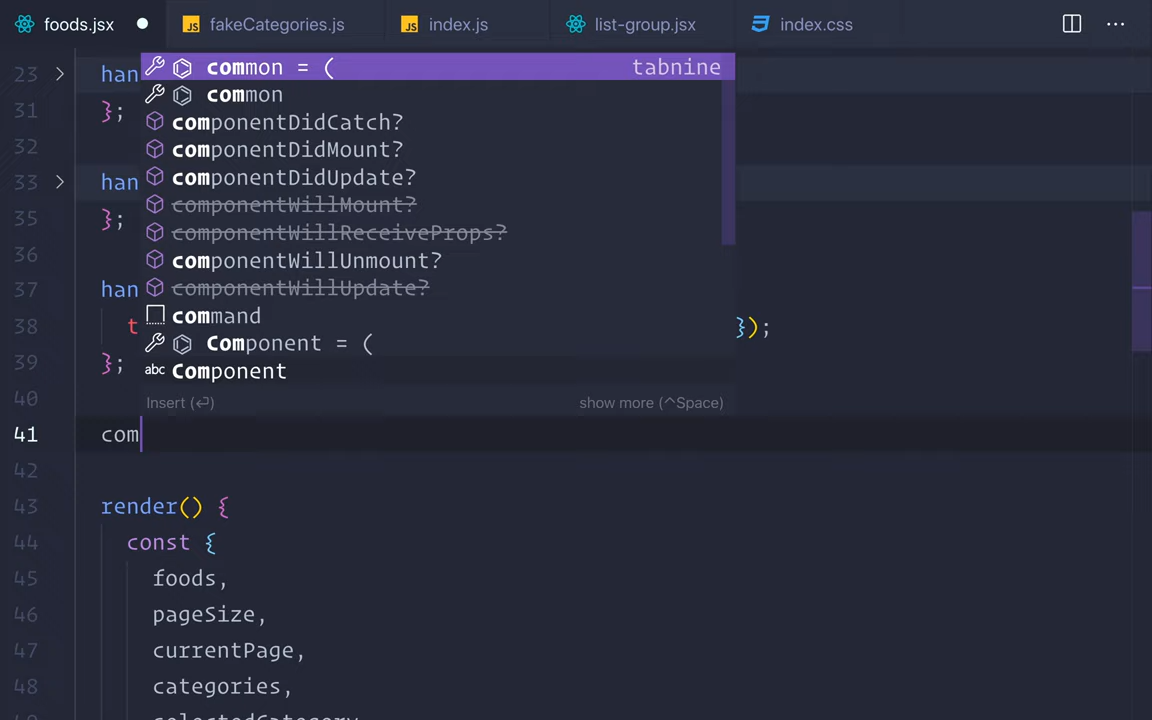 foods.jsx fakeCategories.js index.js list-group.jsx index.css ...
23 han common = ( tabnine
common
31 }; componentDidCatch?
32 componentDidMount?
33 han componentDidUpdate?
componentWillMount?
35 }; componentWillReceiveProps?
36 componentWillUnmount?
37 han componentWillUpdate?
38 t command });
Component = (
39 }; Component
40 Insert (⏎) show more (^Space)
41 com
42
43 render() {
44 const {
45 foods,
46 pageSize,
47 currentPage,
48 categories,
selectedCategory